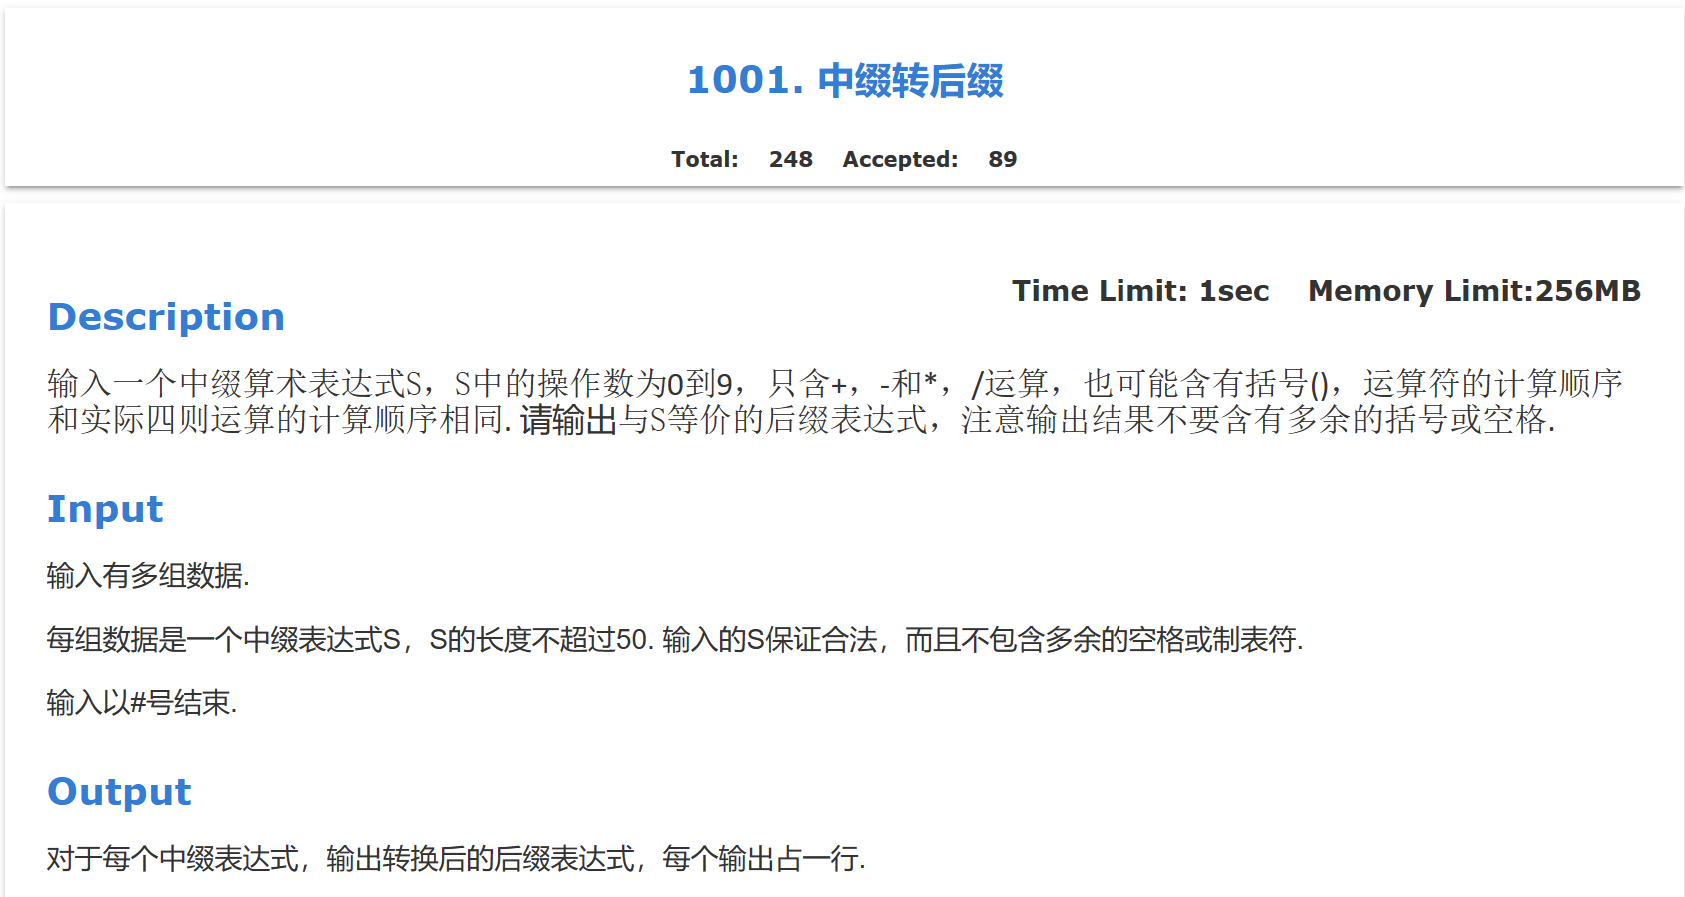 1001. 中缀转后缀
Total: 248 Accepted: 89
Time Limit: 1sec Memory Limit:256MB
Description
输入一个中缀算术表达式S，S中的操作数为0到9，只含+，-和*，/运算，也可能含有括号()，运算符的计算顺序
和实际四则运算的计算顺序相同. 请输出与S等价的后缀表达式，注意输出结果不要含有多余的括号或空格.
Input
输入有多组数据.
每组数据是一个中缀表达式S，S的长度不超过50. 输入的S保证合法，而且不包含多余的空格或制表符.
输入以#号结束.
Output
对于每个中缀表达式，输出转换后的后缀表达式，每个输出占一行.